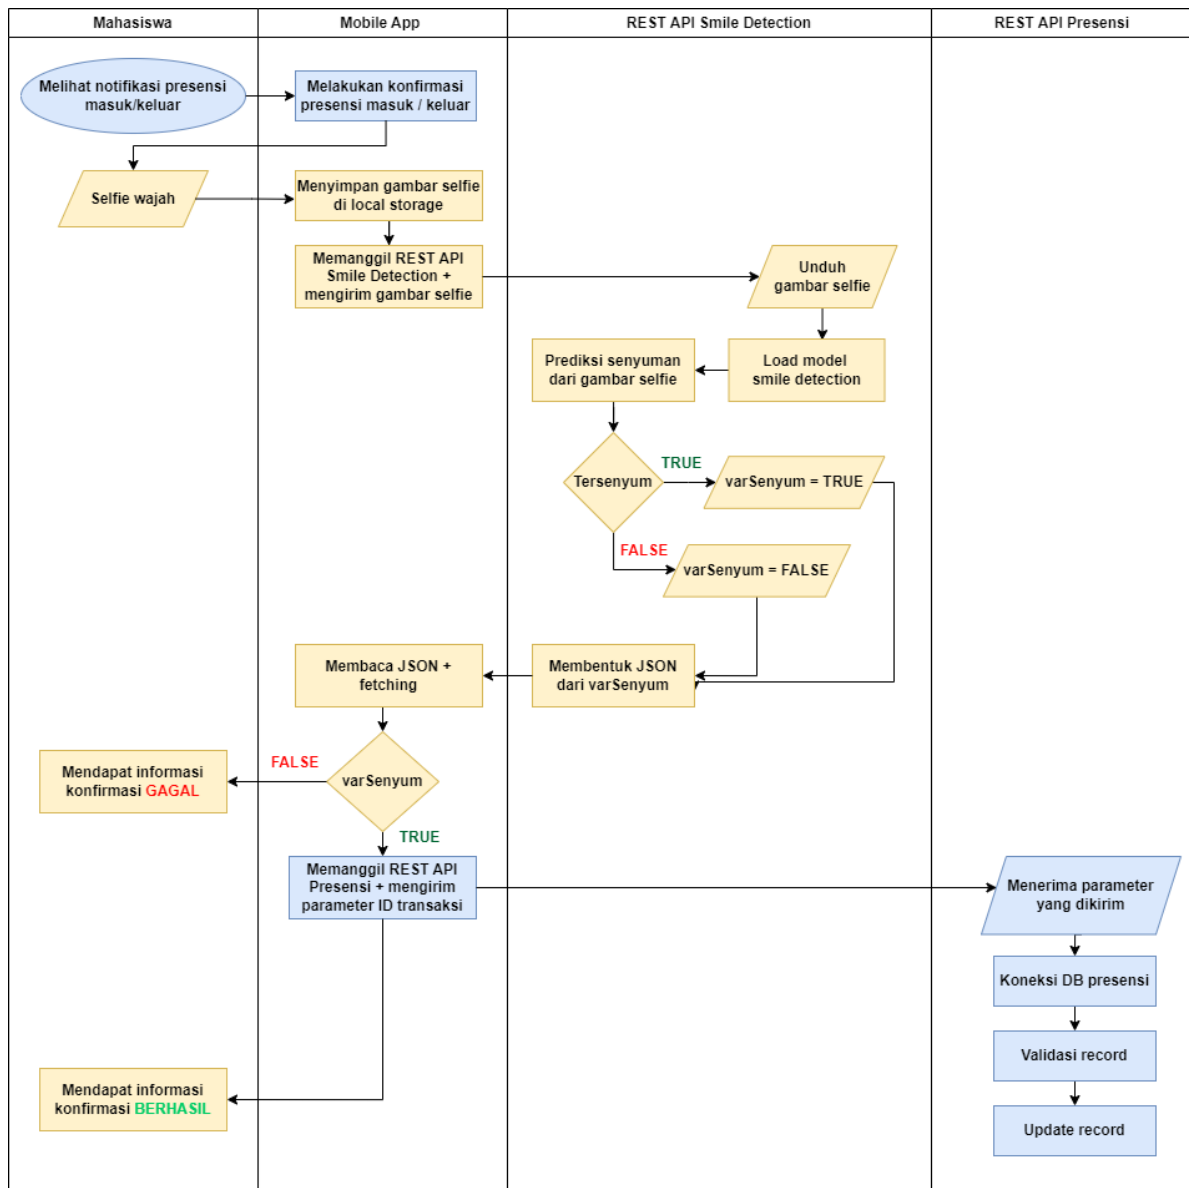 Mahasiswa
Mobile App
REST API Smile Detection
REST API Presensi
Melihat notifikasi presensi
masuk/keluar
Melakukan konfirmasi
presensi masuk / keluar
Selfie wajah
Menyimpan gambar selfie
di local storage
Memanggil REST API
Smile Detection +
mengirim gambar selfie
Unduh
gambar selfie
Prediksi senyuman
dari gambar selfie
Load model
smile detection
Tersenyum
TRUE
varSenyum = TRUE
FALSE
varSenyum = FALSE
Membaca JSON +
fetching
Membentuk JSON
dari varSenyum
Mendapat informasi
konfirmasi GAGAL
FALSE
varSenyum
TRUE
Memanggil REST API
Presensi + mengirim
parameter ID transaksi
Menerima parameter
yang dikirim
Koneksi DB presensi
Validasi record
Mendapat informasi
konfirmasi BERHASIL
Update record